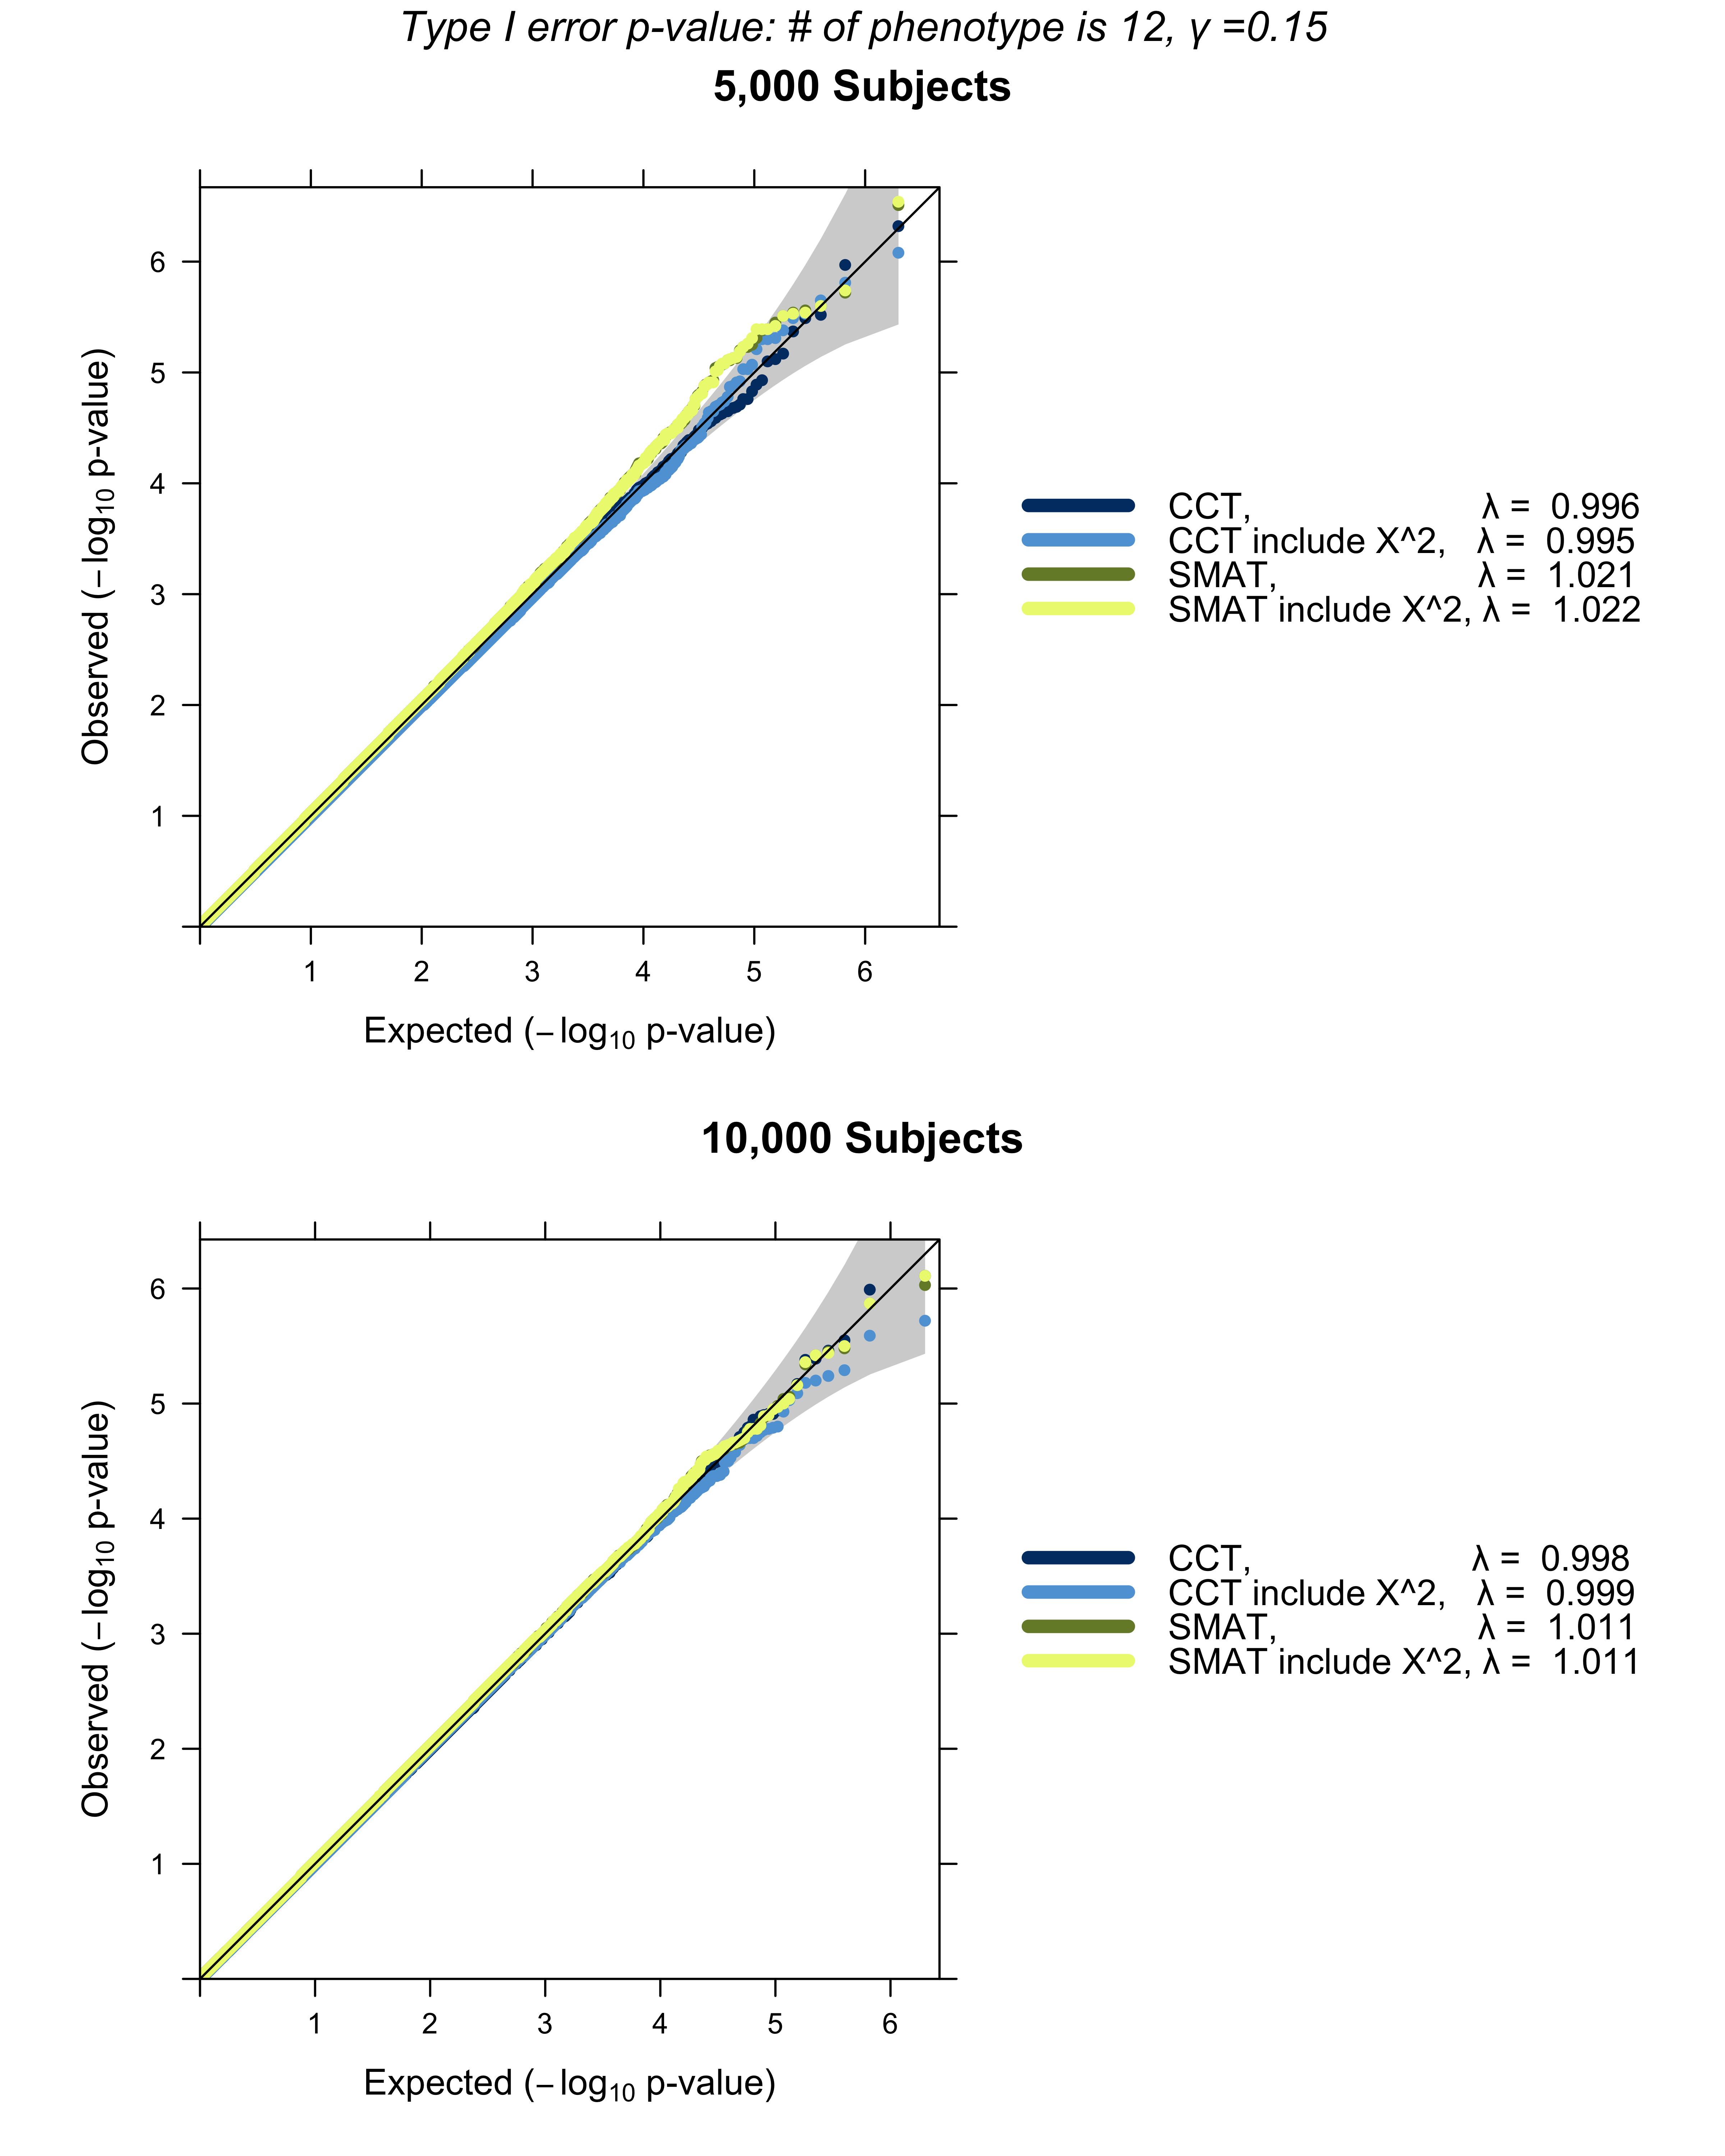 Type I error p-value: # of phenotype is 12, γ =0.15
5,000 Subjects
6
5
4
3
2
1
Observed (−log10 p-value)
1 2 3 4 5 6
Expected (−log10 p-value)
CCT, λ = 0.996
CCT include X^2, λ = 0.995
SMAT, λ = 1.021
SMAT include X^2, λ = 1.022
10,000 Subjects
6
5
4
3
2
1
Observed (−log10 p-value)
1 2 3 4 5 6
Expected (−log10 p-value)
CCT, λ = 0.998
CCT include X^2, λ = 0.999
SMAT, λ = 1.011
SMAT include X^2, λ = 1.011